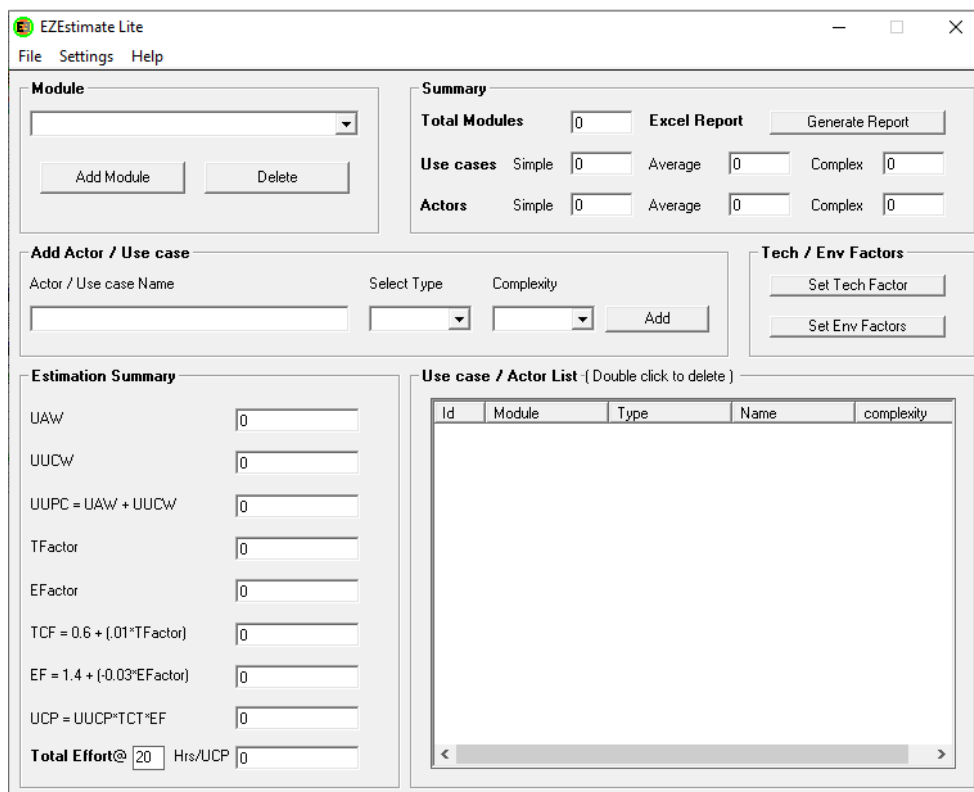 EZEstimate Lite
File Settings Help
Module
Summary
Total Modules 0 Excel Report Generate Report
Add Module Delete
Use cases Simple 0 Average 0 Complex 0
Actors Simple 0 Average 0 Complex 0
Add Actor / Use case
Tech / Env Factors
Actor / Use case Name Select Type Complexity
Add
Set Tech Factor
Set Env Factors
Estimation Summary
UAW 0
UUCW 0
UUPC = UAW + UUCW 0
TFactor 0
EFactor 0
TCF = 0.6 + (.01*TFactor) 0
EF = 1.4 + (-0.03*EFactor) 0
UCP = UUCP*TCT*EF 0
Total Effort@ 20 Hrs/UCP 0
Use case / Actor List -( Double click to delete )
Id Module Type Name complexity